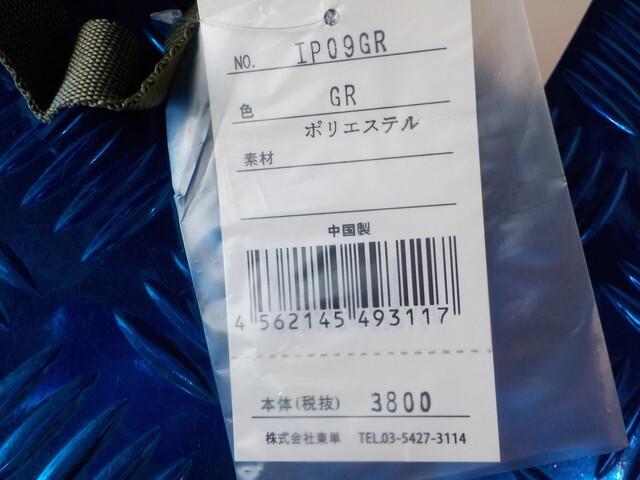 NO. IP09GR
色 GR
ポリエステル
素材
中国製
4 562145 493117
本体(税抜) 3800
株式会社東単 TEL.03-5427-3114